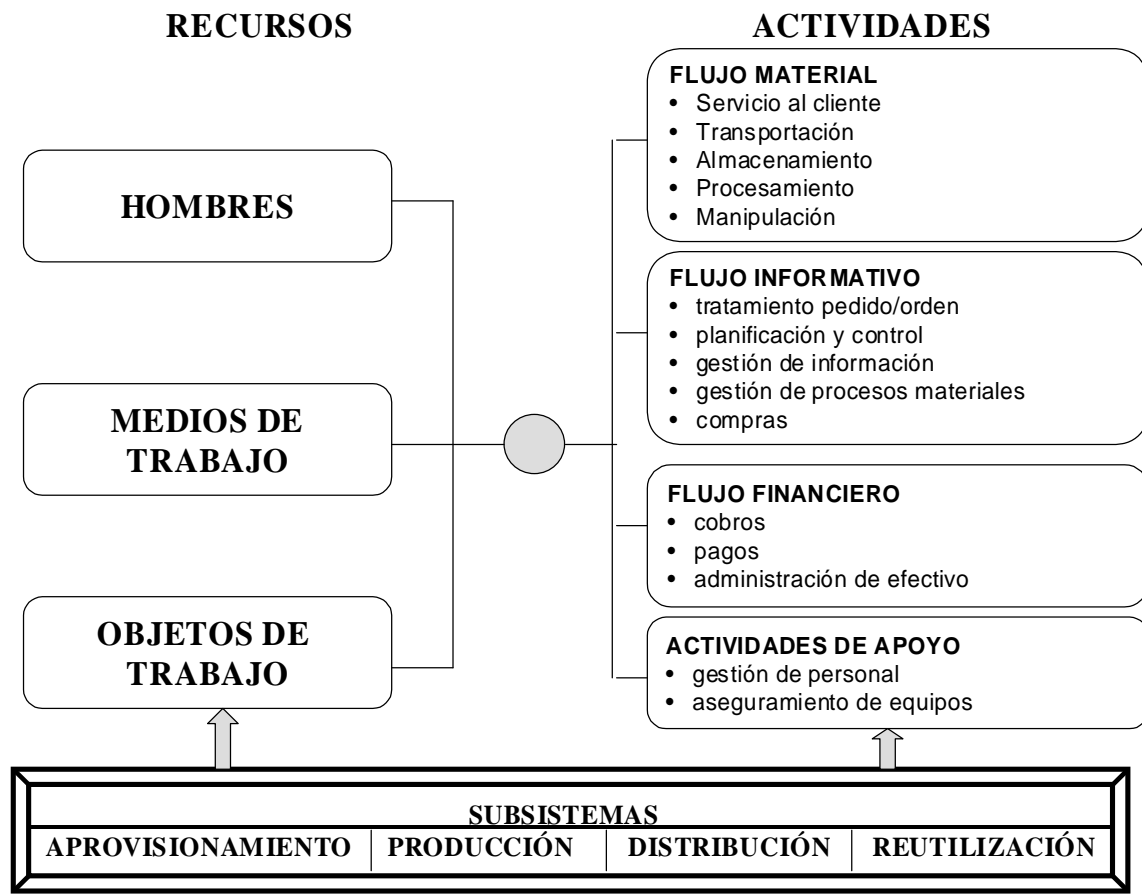 RECURSOS
HOMBRES
MEDIOS DE
TRABAJO
OBJETOS DE
TRABAJO
ACTIVIDADES
FLUJO MATERIAL
• Servicio al cliente
• Transportación
• Almacenamiento
• Procesamiento
• Manipulación
FLUJO INFORMATIVO
• tratamiento pedido/orden
• planificación y control
• gestión de información
• gestión de procesos materiales
• compras
FLUJO FINANCIERO
• cobros
• pagos
• administración de efectivo
ACTIVIDADES DE APOYO
• gestión de personal
• aseguramiento de equipos
SUBSISTEMAS
APROVISIONAMIENTO PRODUCCIÓN DISTRIBUCIÓN REUTILIZACIÓN